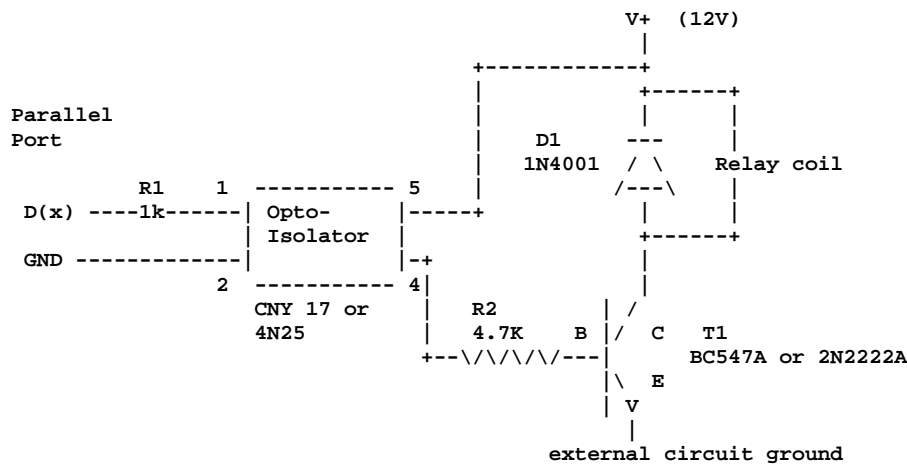 V+ (12V)
Parallel
Port
D1
1N4001
Relay coil
R1 1 5
D(x) 1k Opto-
Isolator
GND
2 4
CNY 17 or
4N25
R2
4.7K B C T1
BC547A or 2N2222A
E
V
external circuit ground